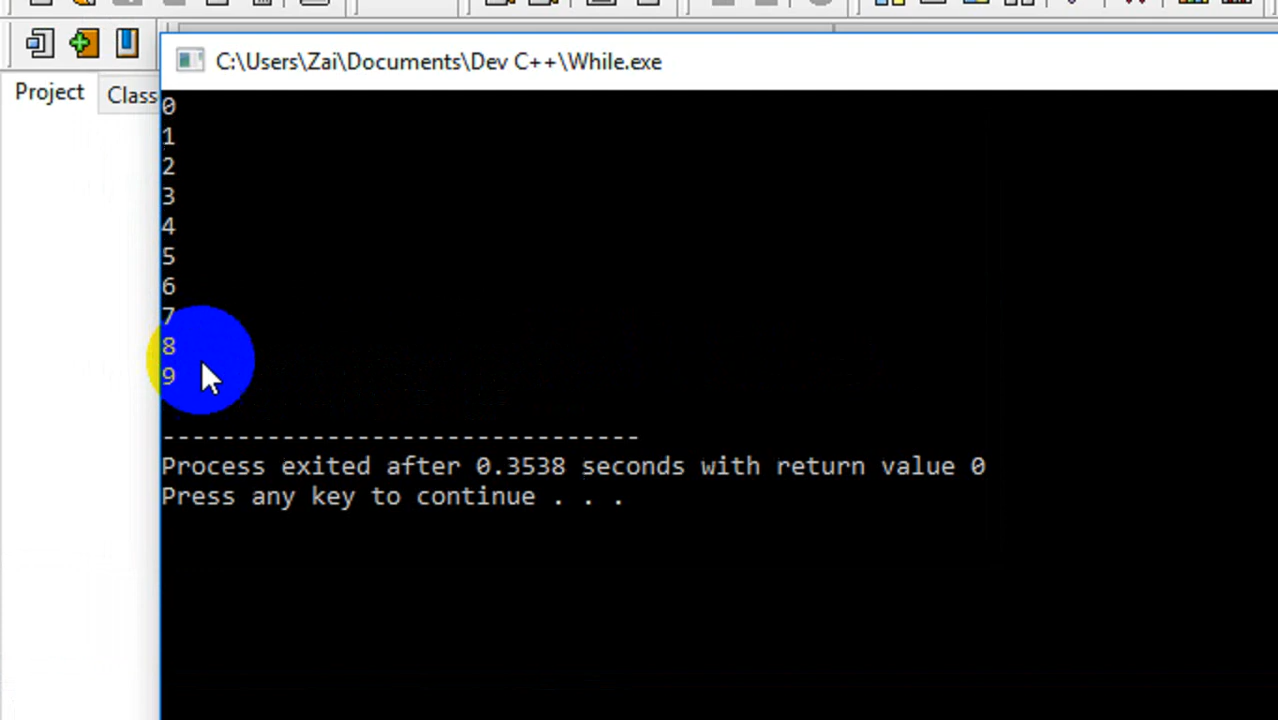 C:\Users\Zai\Documents\Dev C++\While.exe
Project Class
0
1
2
3
4
5
6
7
8
9
--------------------------------
Process exited after 0.3538 seconds with return value 0
Press any key to continue . . .